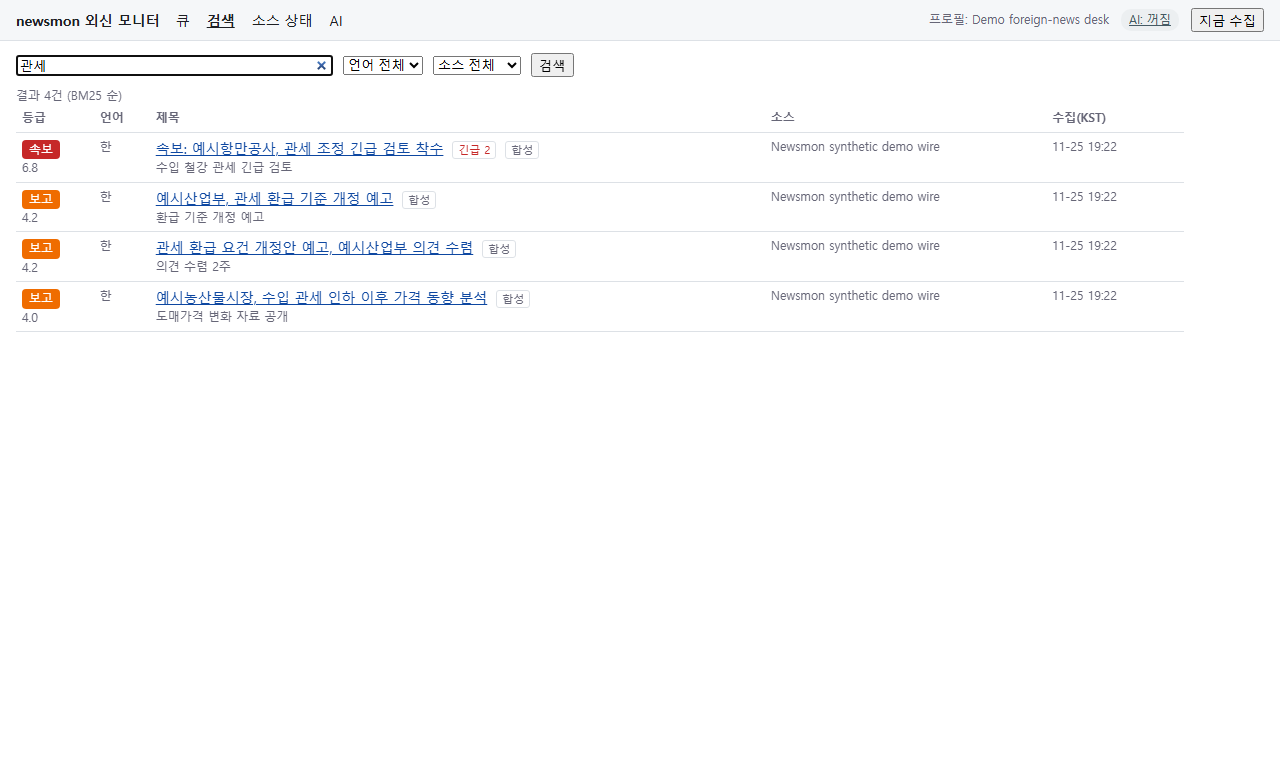 newsmon 외신 모니터 큐 검색 소스 상태 AI 프로필: Demo foreign-news desk AI: 꺼짐 지금 수집
관세 언어 전체 소스 전체 검색
결과 4건 (BM25 순)
등급 언어 제목 소스 수집(KST)
속보 한 속보: 예시항만공사, 관세 조정 긴급 검토 착수 긴급 2 합성 Newsmon synthetic demo wire 11-25 19:22
6.8 수입 철강 관세 긴급 검토
보고 한 예시산업부, 관세 환급 기준 개정 예고 합성 Newsmon synthetic demo wire 11-25 19:22
4.2 환급 기준 개정 예고
보고 한 관세 환급 요건 개정안 예고, 예시산업부 의견 수렴 합성 Newsmon synthetic demo wire 11-25 19:22
4.2 의견 수렴 2주
보고 한 예시농산물시장, 수입 관세 인하 이후 가격 동향 분석 합성 Newsmon synthetic demo wire 11-25 19:22
4.0 도매가격 변화 자료 공개